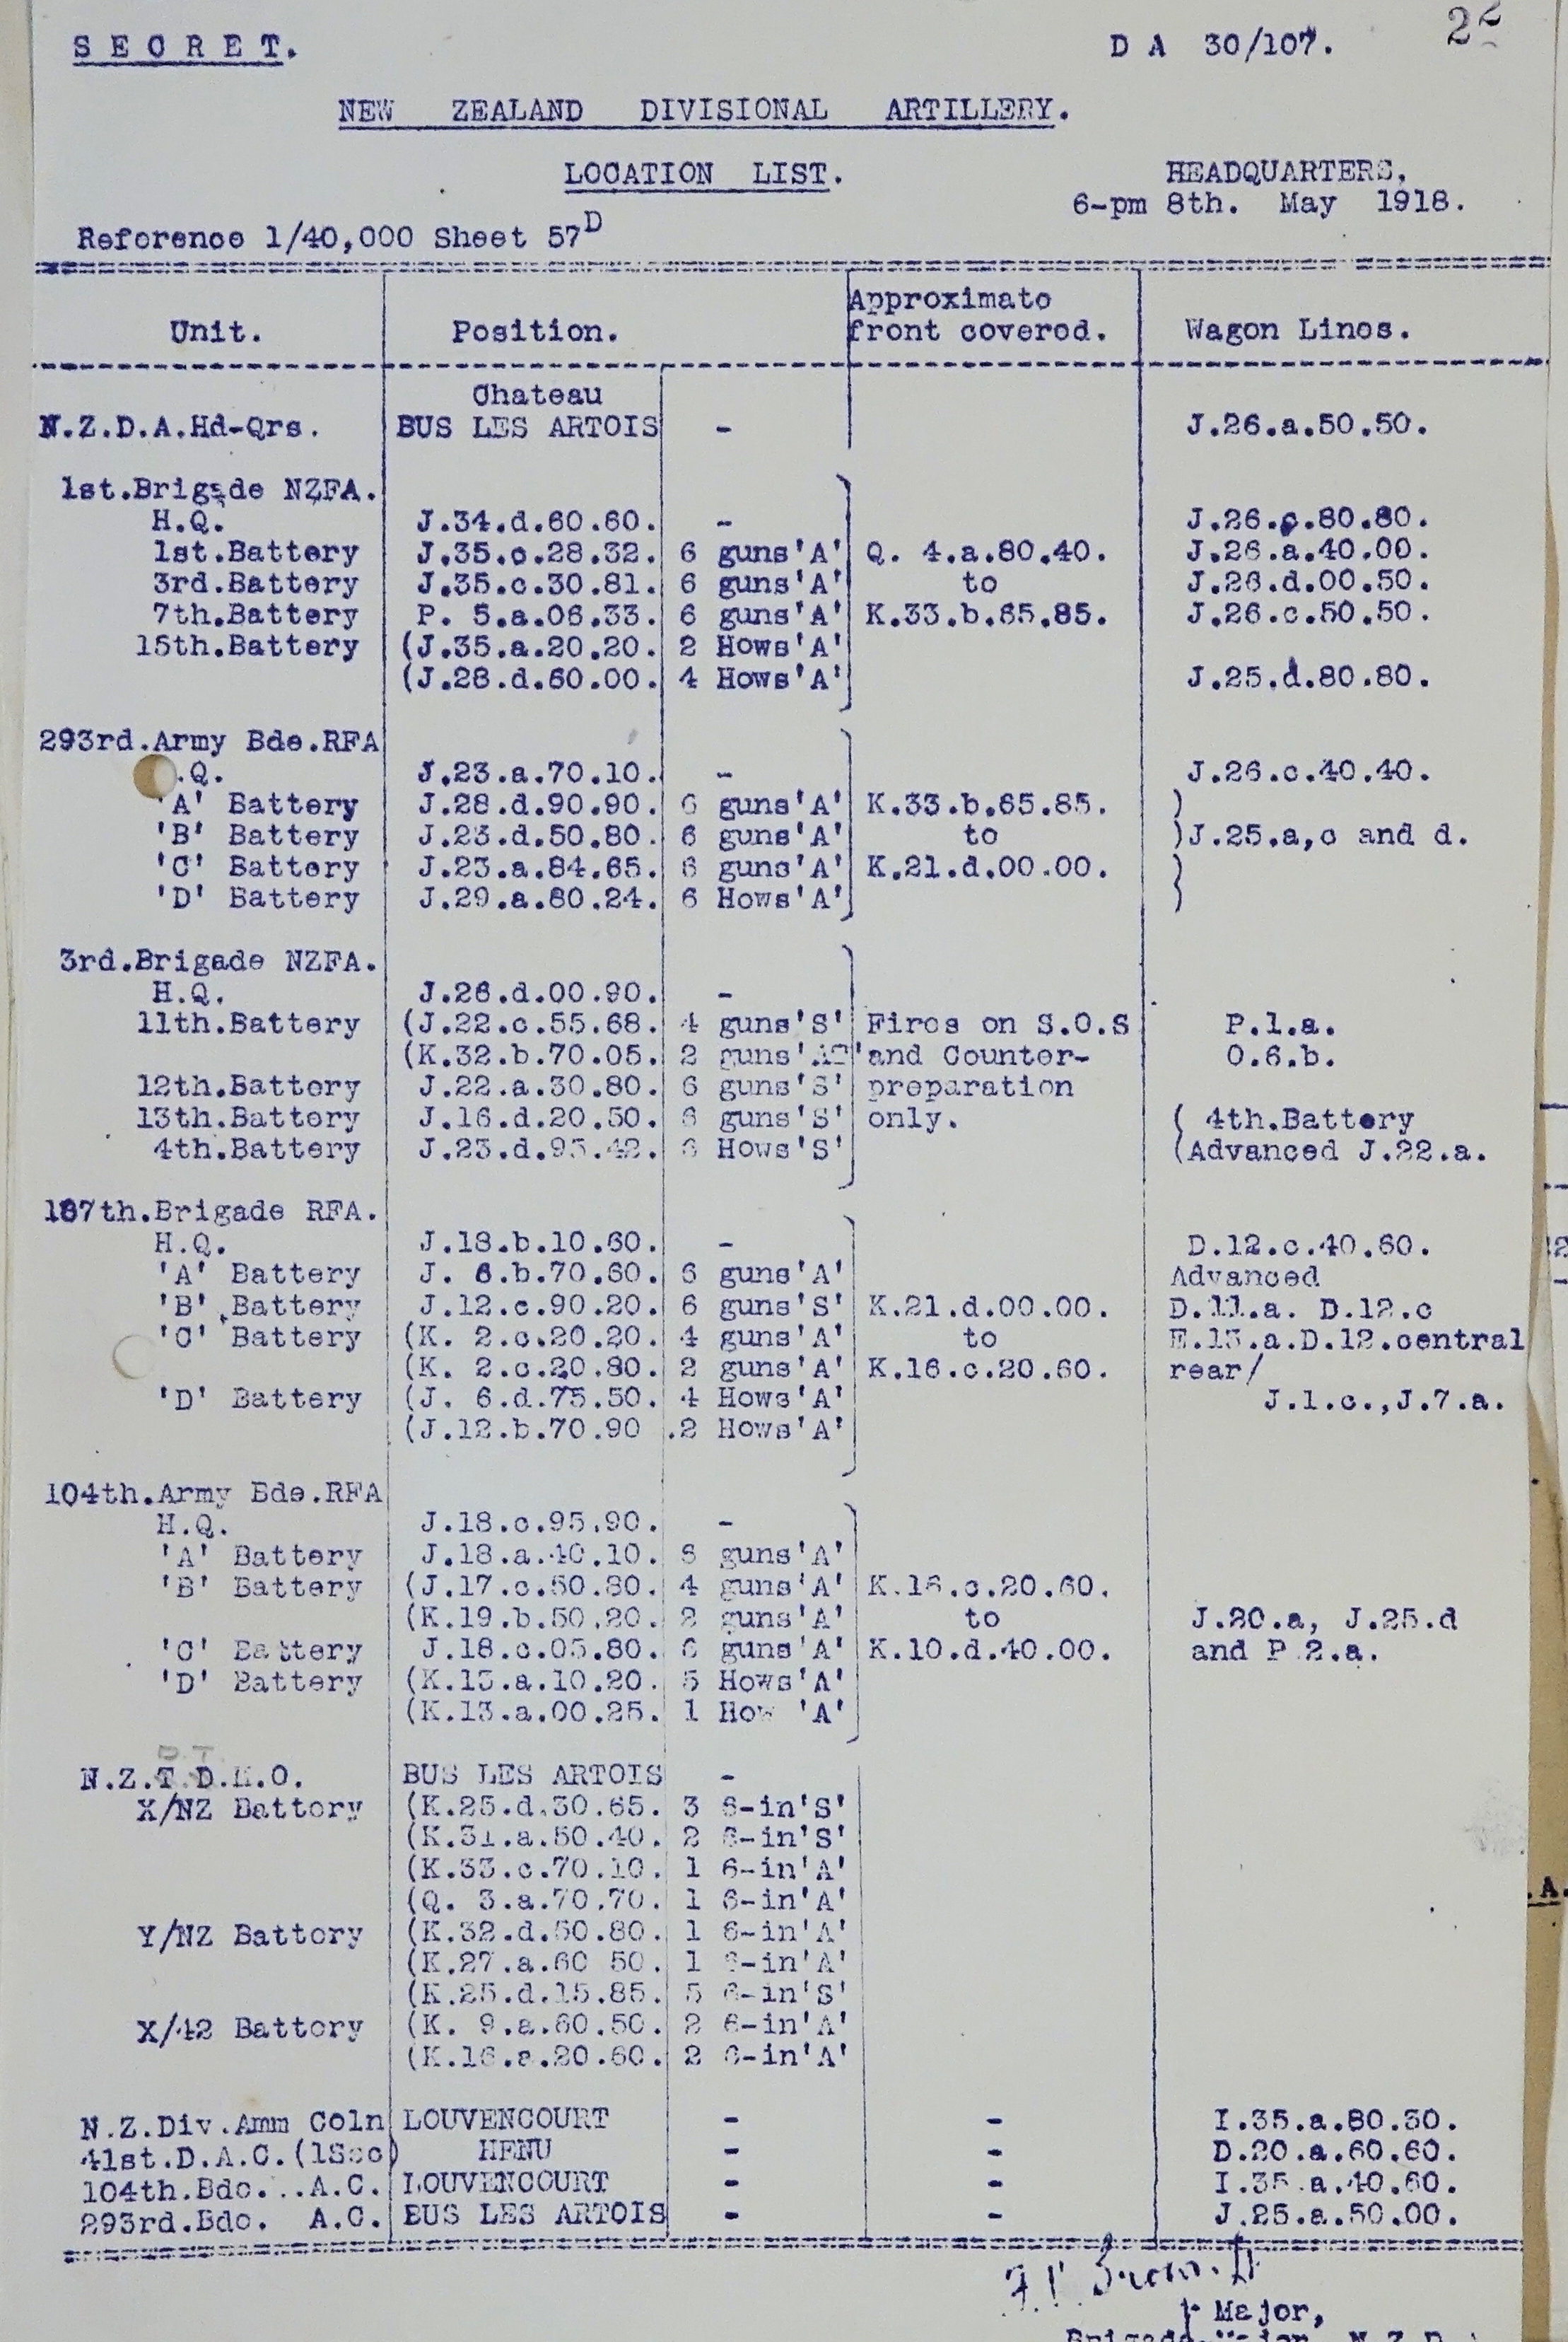 22
S E C R E T.    D A 30/107.
NEW ZEALAND DIVISIONAL ARTILLERY.
LOCATION LIST.    HEADQUARTERS,
6-pm 8th. May 1918.
Reference 1/40,000 Sheet 57D
Unit.    Position.    Approximate front covered.    Wagon Lines.
Chateau
N.Z.D.A.Hd-Qrs.    BUS LES ARTOIS    -    J.26.a.50.50.
1st.Brigade NZFA.
H.Q.    J.34.d.60.60.    -    J.26.c.80.80.
1st.Battery    J.35.c.28.32.    6 guns'A'    Q. 4.a.80.40.    J.26.a.40.00.
3rd.Battery    J.35.c.30.81.    6 guns'A'    to    J.26.d.00.50.
7th.Battery    P. 5.a.06.33.    6 guns'A'    K.33.b.65.85.    J.26.c.50.50.
15th.Battery    (J.35.a.20.20.    2 Hows'A'
(J.28.d.60.00.    4 Hows'A'    J.25.d.80.80.
293rd.Army Bde.RFA
.Q.    J.23.a.70.10.    -    J.26.c.40.40.
'A' Battery    J.28.d.90.90.    6 guns'A'    K.33.b.65.85.    )
'B' Battery    J.23.d.50.80.    6 guns'A'    to    )J.25.a,c and d.
'C' Battery    J.23.a.84.65.    6 guns'A'    K.21.d.00.00.    )
'D' Battery    J.29.a.80.24.    6 Hows'A'    )
3rd.Brigade NZFA.
H.Q.    J.26.d.00.90.    -
11th.Battery    (J.22.c.55.68.    4 guns'S'    Fires on S.O.S    P.1.a.
(K.32.b.70.05.    2 guns    and Counter-    O.6.b.
12th.Battery    J.22.a.30.80.    6 guns'S'    preparation
13th.Battery    J.16.d.20.50.    6 guns'S'    only.    ( 4th.Battery
4th.Battery    J.23.d.95.42.    6 Hows'S'    (Advanced J.22.a.
187th.Brigade RFA.
H.Q.    J.18.b.10.60.    -    D.12.c.40.60.
'A' Battery    J. 6.b.70.60.    6 guns'A'    Advanced
'B' Battery    J.12.c.90.20.    6 guns'S'    K.21.d.00.00.    D.11.a. D.12.c
'C' Battery    (K. 2.c.20.20.    4 guns'A'    to    E.13.a.D.12.central
(K. 2.c.20.80.    2 guns'A'    K.16.c.20.60.    rear/
'D' Battery    (J. 6.d.75.50.    4 Hows'A'    J.1.c.,J.7.a.
(J.12.b.70.90    .2 Hows'A'
104th.Army Bde.RFA
H.Q.    J.18.c.95.90.    -
'A' Battery    J.18.a.40.10.    6 guns'A'
'B' Battery    (J.17.c.50.80.    4 guns'A'    K.16.c.20.60.
(K.19.b.50.20.    2 guns'A'    to    J.20.a, J.25.d
'C' Battery    J.18.c.05.80.    6 guns'A'    K.10.d.40.00.    and P 2.a.
'D' Battery    (K.13.a.10.20.    5 Hows'A'
(K.13.a.00.25.    1 How 'A'
N.Z.T D.M.O.    BUS LES ARTOIS    -
X/NZ Battery    (K.25.d.30.65.    3 6-in'S'
(K.31.a.50.40.    2 6-in'S'
(K.33.c.70.10.    1 6-in'A'
(Q. 3.a.70.70.    1 6-in'A'
Y/NZ Battery    (K.32.d.50.80.    1 6-in'A'
(K.27.a.60 50.    1 6-in'A'
(K.25.d.15.85.    5 6-in'S'
X/42 Battery    (K. 9.a.60.50.    2 6-in'A'
(K.16.a.20.60.    2 6-in'A'
N.Z.Div.Amm Coln    LOUVENCOURT    -    -    I.35.a.80.30.
41st.D.A.C.(1Sec)    HENU    -    -    D.20.a.60.60.
104th.Bde...A.C.    LOUVENCOURT    -    -    I.35.a.40.60.
293rd.Bde. A.C.    BUS LES ARTOIS    -    -    J.25.a.50.00.
Major,
Brigade Major, N.Z.D.